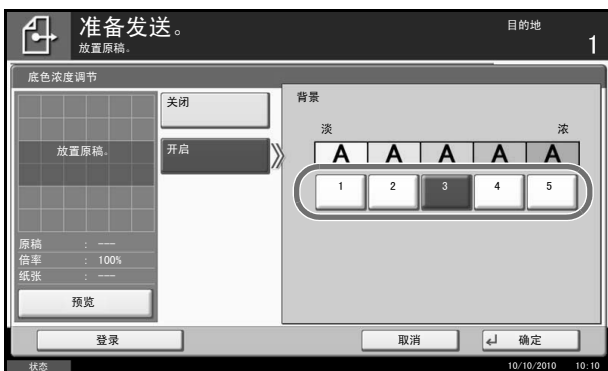 准备发送。
放置原稿。
目的地
1
底色浓度调节
放置原稿。
关闭
开启
背景
淡 浓
A A A A A
1 2 3 4 5
原稿 : ---
倍率 : 100%
纸张 : ---
预览
登录
取消
确定
状态
10/10/2010 10:10